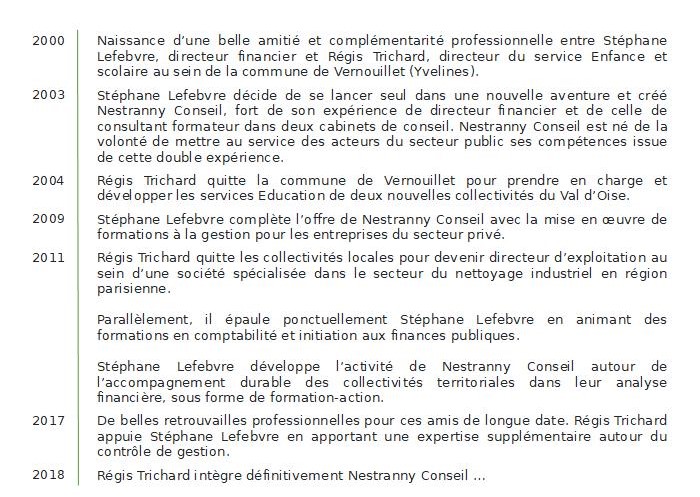 2000 Naissance d’une belle amitié et complémentarité professionnelle entre Stéphane
Lefebvre, directeur financier et Régis Trichard, directeur du service Enfance et
scolaire au sein de la commune de Vernouillet (Yvelines).
2003 Stéphane Lefebvre décide de se lancer seul dans une nouvelle aventure et créé
Nestranny Conseil, fort de son expérience de directeur financier et de celle de
consultant formateur dans deux cabinets de conseil. Nestranny Conseil est né de la
volonté de mettre au service des acteurs du secteur public ses compétences issue
de cette double expérience.
2004 Régis Trichard quitte la commune de Vernouillet pour prendre en charge et
développer les services Education de deux nouvelles collectivités du Val d’Oise.
2009 Stéphane Lefebvre complète l’offre de Nestranny Conseil avec la mise en œuvre de
formations à la gestion pour les entreprises du secteur privé.
2011 Régis Trichard quitte les collectivités locales pour devenir directeur d’exploitation au
sein d’une société spécialisée dans le secteur du nettoyage industriel en région
parisienne.
Parallèlement, il épaule ponctuellement Stéphane Lefebvre en animant des
formations en comptabilité et initiation aux finances publiques.
Stéphane Lefebvre développe l’activité de Nestranny Conseil autour de
l’accompagnement durable des collectivités territoriales dans leur analyse
financière, sous forme de formation-action.
2017 De belles retrouvailles professionnelles pour ces amis de longue date. Régis Trichard
appuie Stéphane Lefebvre en apportant une expertise supplémentaire autour du
contrôle de gestion.
2018 Régis Trichard intègre définitivement Nestranny Conseil ...